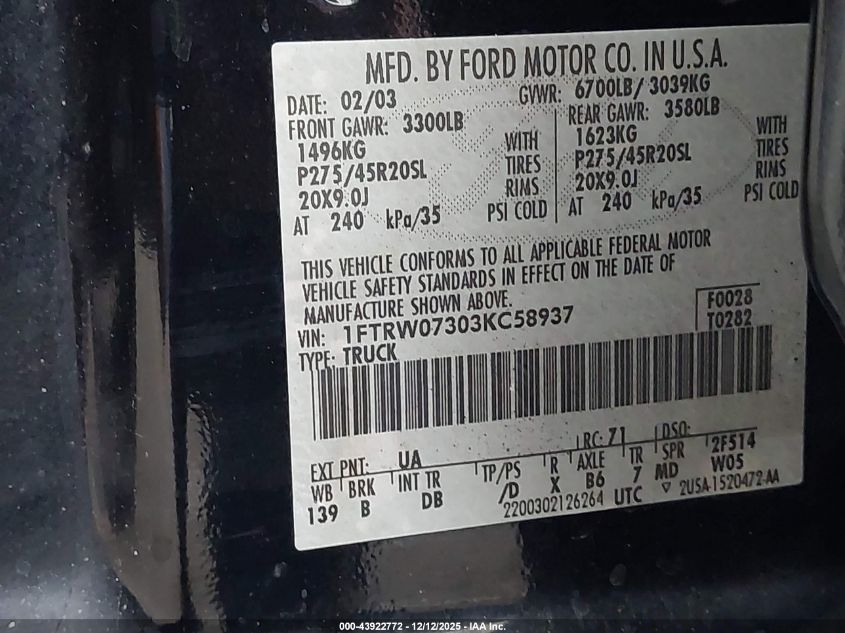 MFD. BY FORD MOTOR CO. IN U.S.A.
DATE: 02/03 GVWR: 6700LB/ 3039KG
FRONT GAWR: 3300LB REAR GAWR: 3580LB
1496KG WITH 1623KG WITH
P275/45R20SL TIRES P275/45R20SL TIRES
20X9.0J RIMS 20X9.0J RIMS
AT 240 kPa/35 PSI COLD AT 240 kPa/35 PSI COLD
THIS VEHICLE CONFORMS TO ALL APPLICABLE FEDERAL MOTOR
VEHICLE SAFETY STANDARDS IN EFFECT ON THE DATE OF
MANUFACTURE SHOWN ABOVE.
VIN: 1FTRW07303KC58937 F0028
TYPE: TRUCK T0282
EXT PNT: UA RC: 71 DSO:
WB BRK INT TR TP/PS R AXLE TR SPR 2F514
139 B DB /D X B6 7 MD W05
2200302126264 UTC ▽ 2U5A-1520472-AA
000-43922772 - 12/12/2025 - IAA Inc.